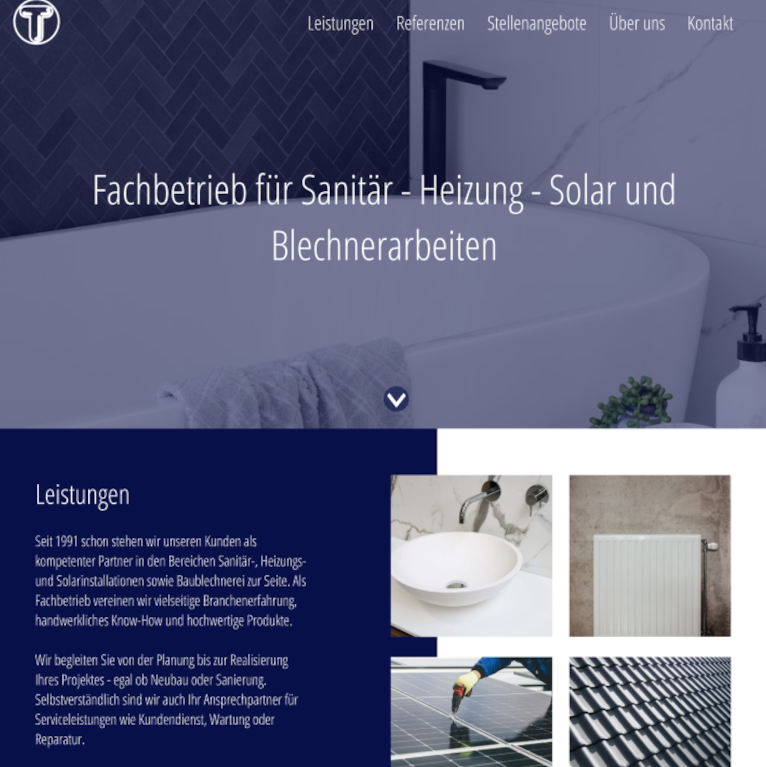 Leistungen Referenzen Stellenangebote Über uns Kontakt
Fachbetrieb für Sanitär - Heizung - Solar und
Blechnerarbeiten
Leistungen
Seit 1991 schon stehen wir unseren Kunden als
kompetenter Partner in den Bereichen Sanitär-, Heizungs-
und Solarinstallationen sowie Baublechnerei zur Seite. Als
Fachbetrieb vereinen wir vielseitige Branchenerfahrung,
handwerkliches Know-How und hochwertige Produkte.
Wir begleiten Sie von der Planung bis zur Realisierung
Ihres Projektes - egal ob Neubau oder Sanierung.
Selbstverständlich sind wir auch Ihr Ansprechpartner für
Serviceleistungen wie Kundendienst, Wartung oder
Reparatur.